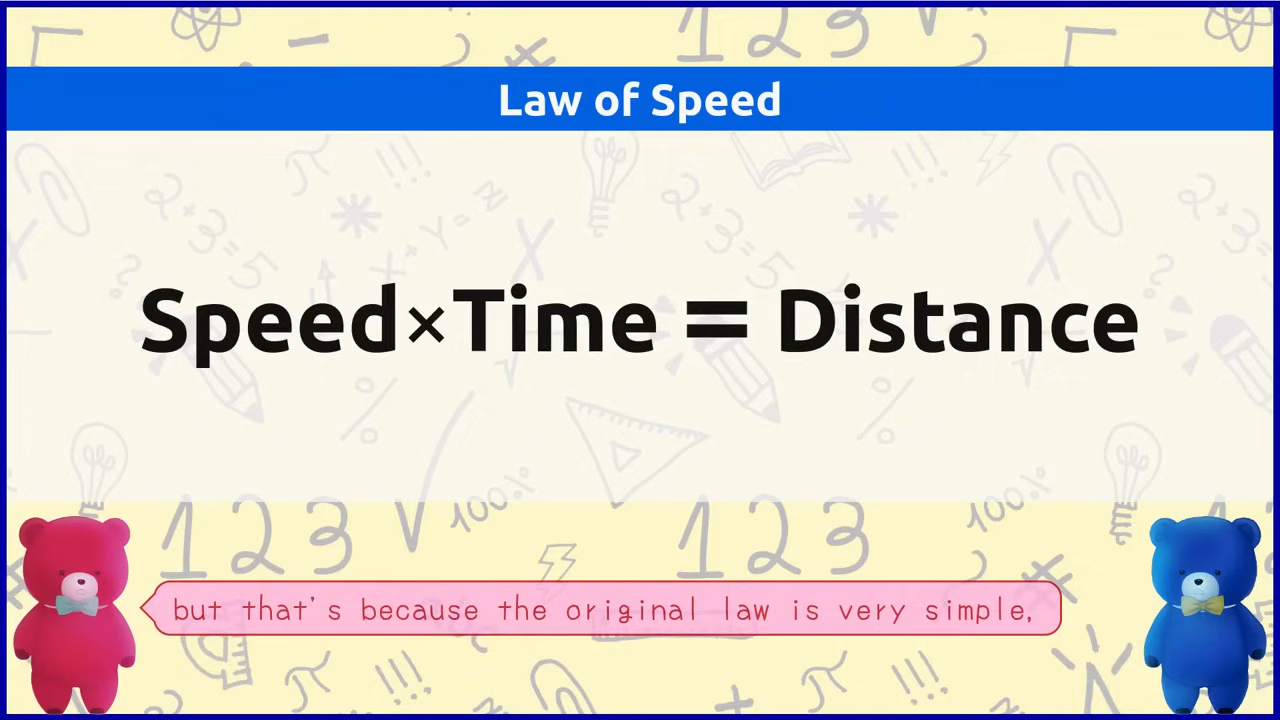 Law of Speed
Speed×Time = Distance
but that's because the original law is very simple,